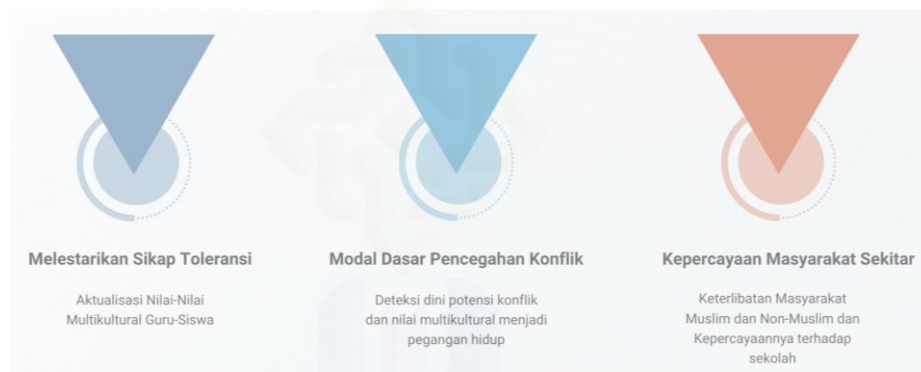 Melestarikan Sikap Toleransi
Aktualisasi Nilai-Nilai
Multikultural Guru-Siswa
Modal Dasar Pencegahan Konflik
Deteksi dini potensi konflik
dan nilai multikultural menjadi
pegangan hidup
Kepercayaan Masyarakat Sekitar
Keterlibatan Masyarakat
Muslim dan Non-Muslim dan
Kepercayaannya terhadap
sekolah